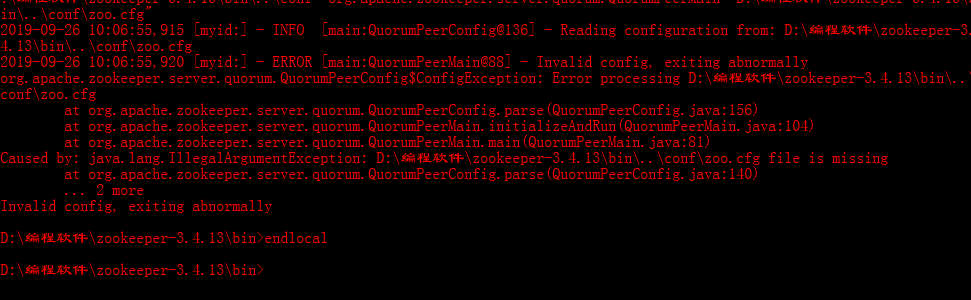 in\..\conf\zoo.cfg"
2019-09-26 10:06:55.915 [myid:] - INFO  [main:QuorumPeerConfig@136] - Reading configuration from: D:\编程软件\zookeeper-3.
4.13\bin\..\conf\zoo.cfg
2019-09-26 10:06:55.920 [myid:] - ERROR [main:QuorumPeerMain@88] - Invalid config, exiting abnormally
org.apache.zookeeper.server.quorum.QuorumPeerConfig$ConfigException: Error processing D:\编程软件\zookeeper-3.4.13\bin\..\
conf\zoo.cfg
        at org.apache.zookeeper.server.quorum.QuorumPeerConfig.parse(QuorumPeerConfig.java:156)
        at org.apache.zookeeper.server.quorum.QuorumPeerMain.initializeAndRun(QuorumPeerMain.java:104)
        at org.apache.zookeeper.server.quorum.QuorumPeerMain.main(QuorumPeerMain.java:81)
Caused by: java.lang.IllegalArgumentException: D:\编程软件\zookeeper-3.4.13\bin\..\conf\zoo.cfg file is missing
        at org.apache.zookeeper.server.quorum.QuorumPeerConfig.parse(QuorumPeerConfig.java:140)
        ... 2 more
Invalid config, exiting abnormally
D:\编程软件\zookeeper-3.4.13\bin>endlocal
D:\编程软件\zookeeper-3.4.13\bin>